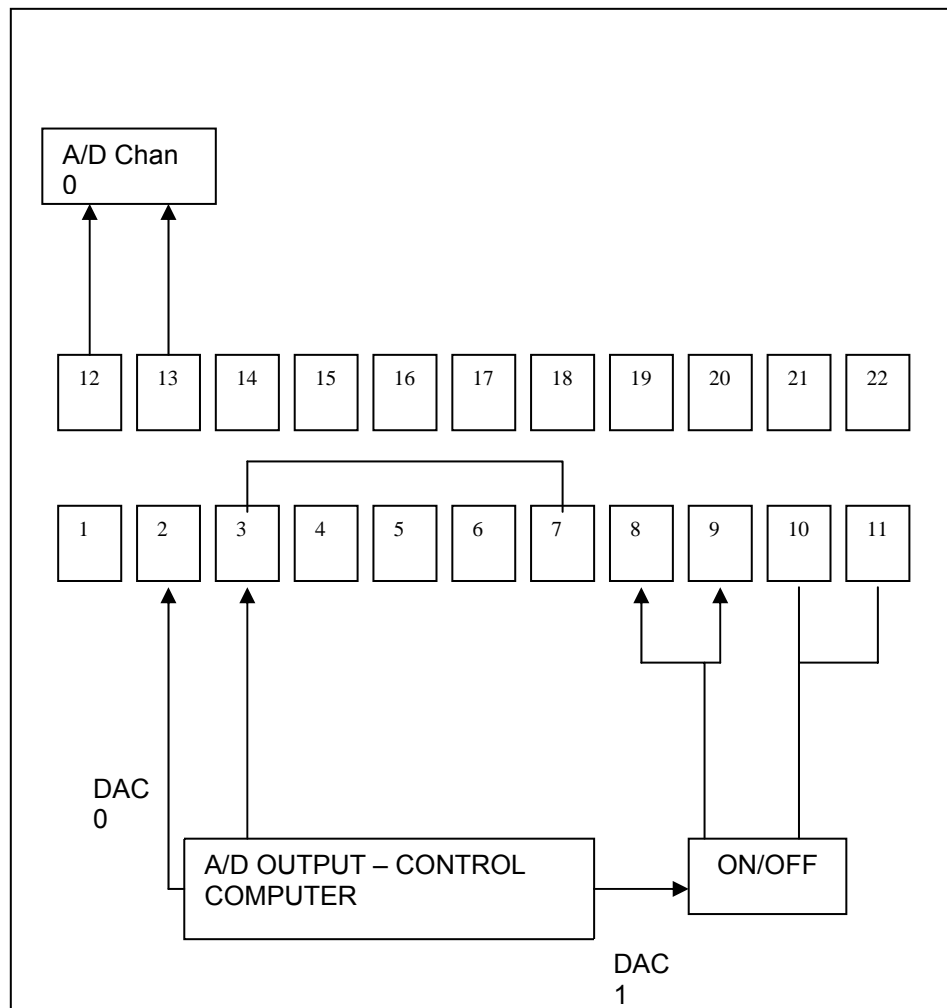 A/D Chan
0
12 13 14 15 16 17 18 19 20 21 22
1 2 3 4 5 6 7 8 9 10 11
DAC
0
A/D OUTPUT – CONTROL
COMPUTER
ON/OFF
DAC
1